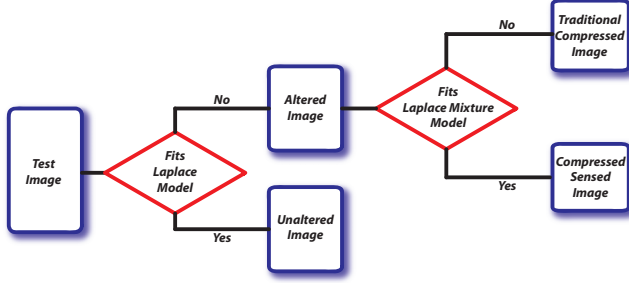 Test
Image
Fits
Laplace
Model
No
Yes
Altered
Image
Unaltered
Image
Fits
Laplace Mixture
Model
No
Yes
Traditional
Compressed
Image
Compressed
Sensed
Image